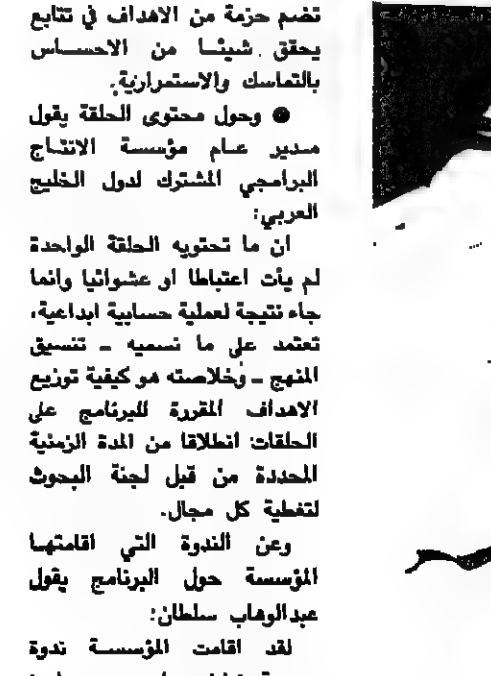 تضم حزمة من الاهداف في تتابع
يحقق شيئا من الاحساس
بالتماسك والاستمرارية.
● وحول محتوى الحلقة يقول
مدير عام مؤسسة الانتاج
البرامجي المشترك لدول الخليج
العربي:
ان ما تحتويه الحلقة الواحدة
لم يأت اعتباطا او عشوائيا وانما
جاء نتيجة لعملية حسابية ابداعية،
تعتمد على ما نسميه ـ تنسيق
المنهج ـ وخلاصته هو كيفية توزيع
الاهداف المقررة للبرنامج على
الحلقات انطلاقا من المدة الزمنية
المحددة من قبل لجنة البحوث
لتغطية كل مجال.
وعن الندوة التي اقامتها
المؤسسة حول البرنامج يقول
عبدالوهاب سلطان:
لقد اقامت المؤسسة ندوة